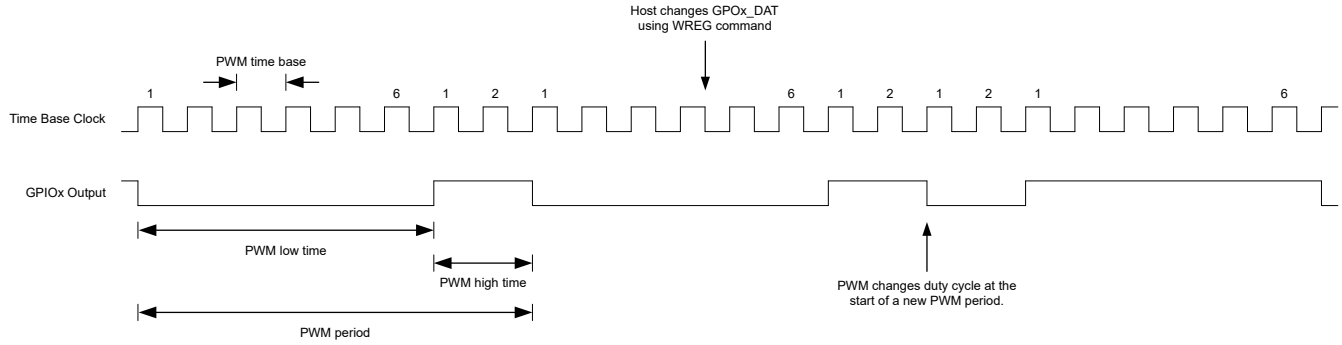 Host changes GPOx_DAT
using WREG command
PWM time base
1 6 1 2 1 6 1 2 1 2 1 6
Time Base Clock
GPIOx Output
PWM low time
PWM high time
PWM changes duty cycle at the
start of a new PWM period.
PWM period